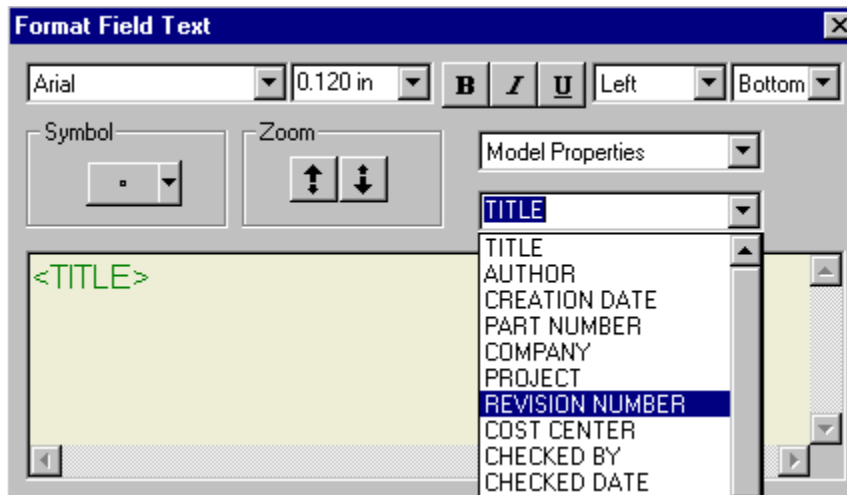 Format Field Text
Arial 0.120 in B I U Left Bottom
Symbol Zoom
Model Properties
TITLE
<TITLE>
TITLE
AUTHOR
CREATION DATE
PART NUMBER
COMPANY
PROJECT
REVISION NUMBER
COST CENTER
CHECKED BY
CHECKED DATE